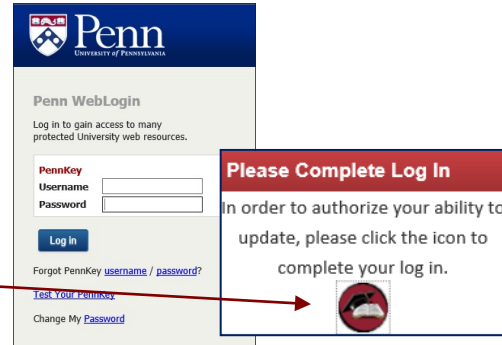 Penn
UNIVERSITY of PENNSYLVANIA
Penn WebLogin
Log in to gain access to many
protected University web resources.
PennKey
Username
Password
Log in
Forgot PennKey username / password?
Test Your PennKey
Change My Password
Please Complete Log In
In order to authorize your ability to
update, please click the icon to
complete your log in.